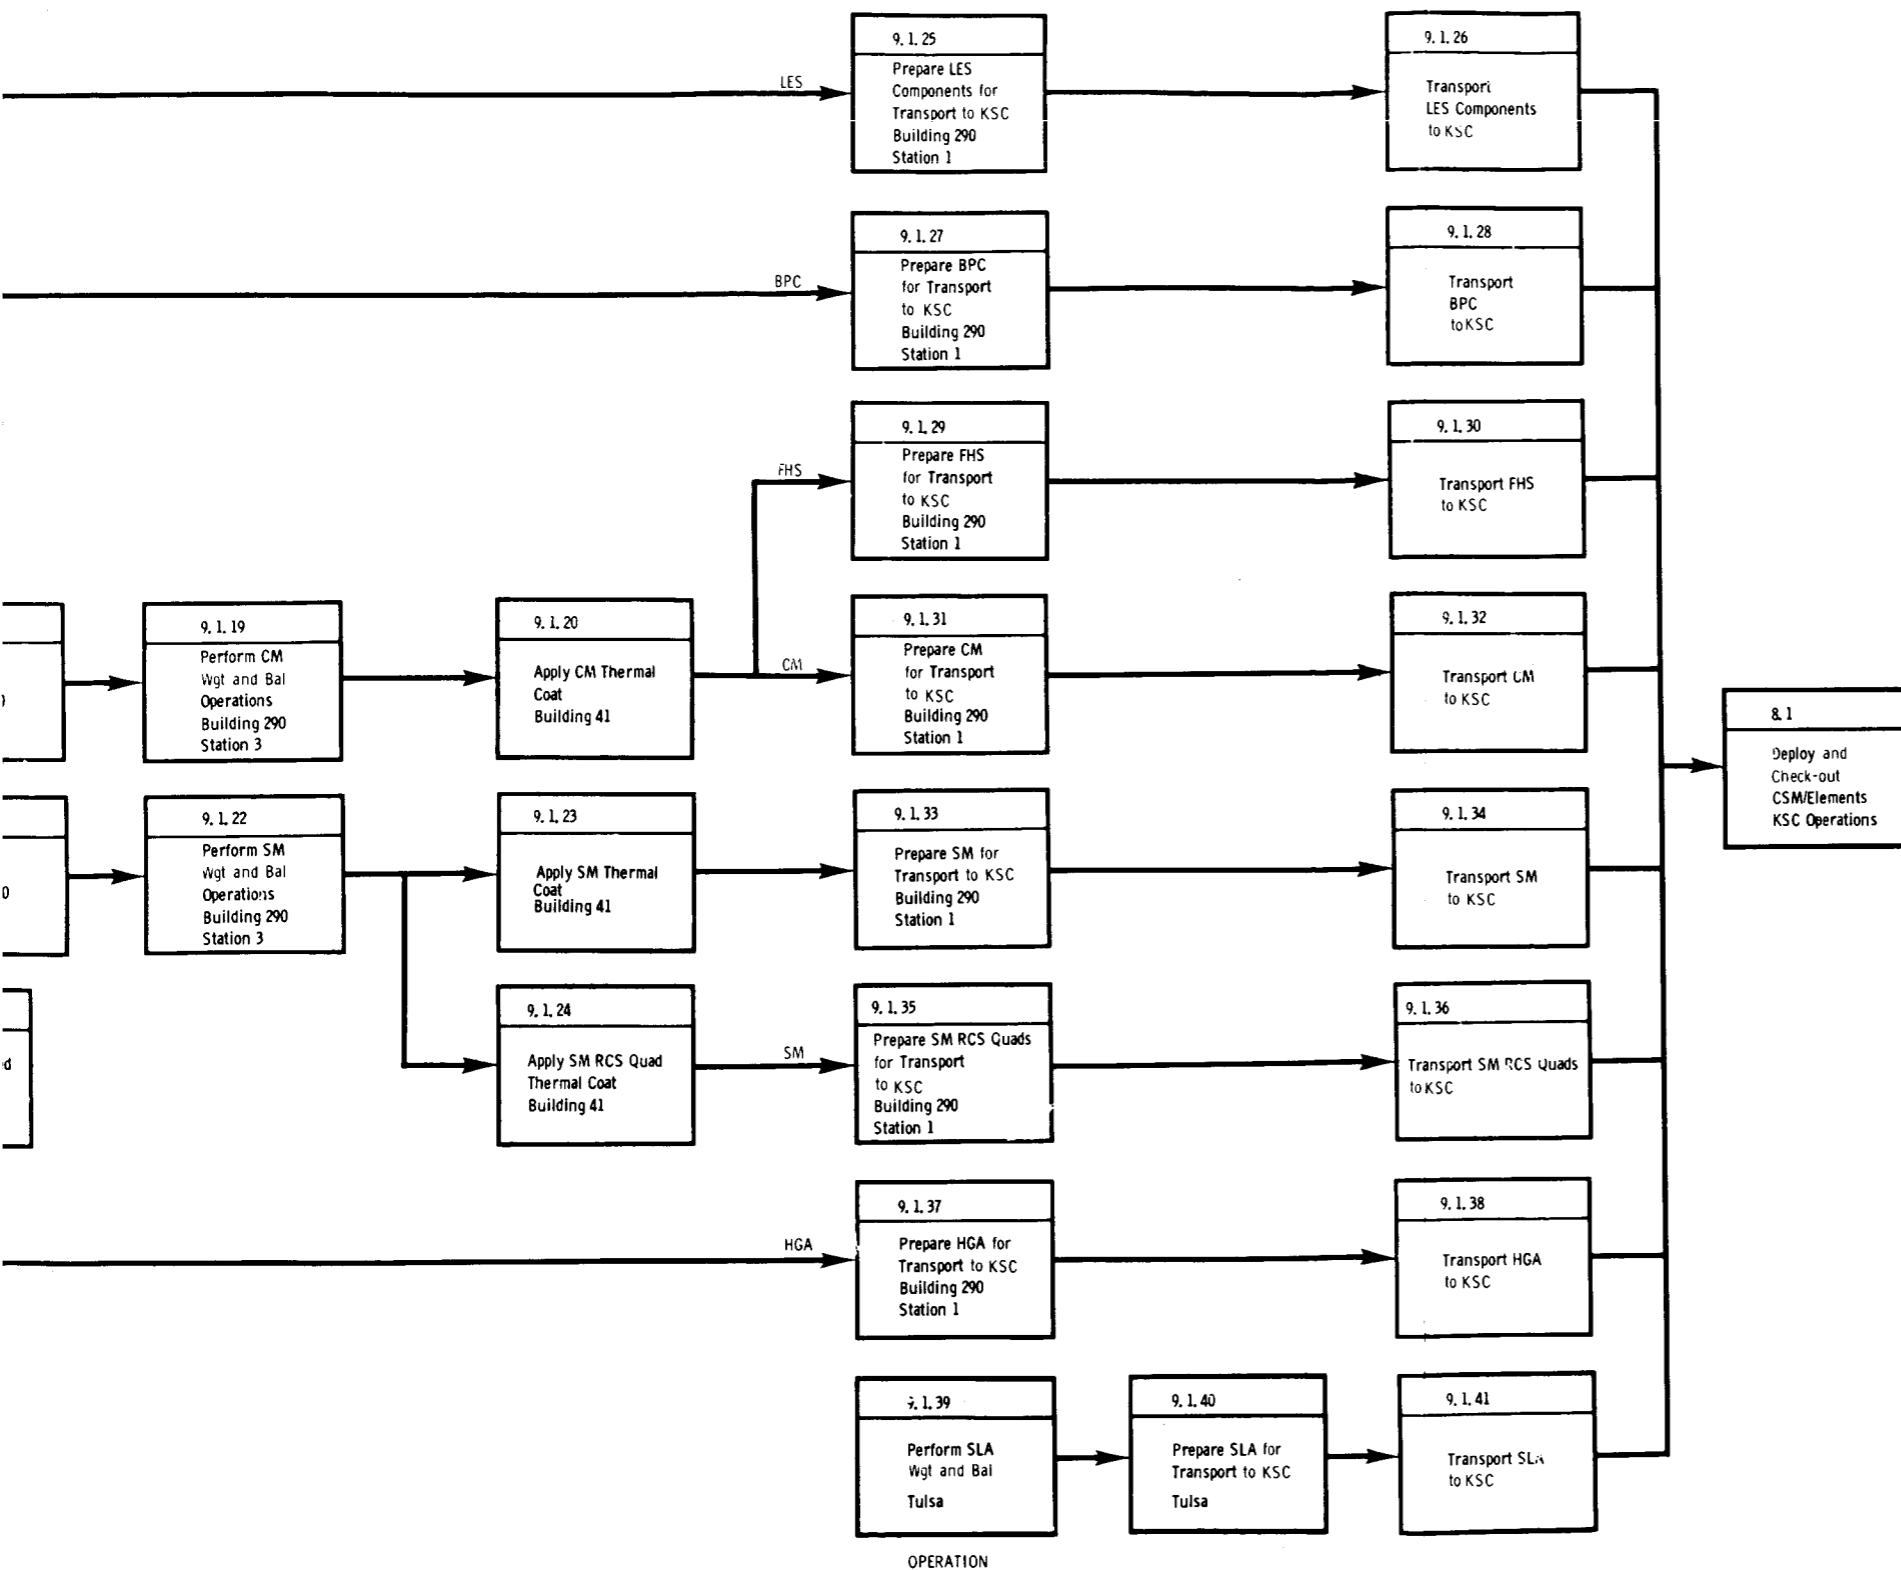 9.1.25
Prepare LES
Components for
Transport to KSC
Building 290
Station 1
9.1.26
Transport
LES Components
to KSC
LES
9.1.27
Prepare BPC
for Transport
to KSC
Building 290
Station 1
9.1.28
Transport
BPC
to KSC
BPC
9.1.29
Prepare FHS
for Transport
to KSC
Building 290
Station 1
9.1.30
Transport FHS
to KSC
FHS
9.1.19
Perform CM
Wgt and Bal
Operations
Building 290
Station 3
9.1.20
Apply CM Thermal
Coat
Building 41
CM
9.1.31
Prepare CM
for Transport
to KSC
Building 290
Station 1
9.1.32
Transport CM
to KSC
8.1
Deploy and
Check-out
CSM/Elements
KSC Operations
0
9.1.22
Perform SM
Wgt and Bal
Operations
Building 290
Station 3
9.1.23
Apply SM Thermal
Coat
Building 41
9.1.33
Prepare SM for
Transport to KSC
Building 290
Station 1
9.1.34
Transport SM
to KSC
ed
9.1.24
Apply SM RCS Quad
Thermal Coat
Building 41
SM
9.1.35
Prepare SM RCS Quads
for Transport
to KSC
Building 290
Station 1
9.1.36
Transport SM RCS Quads
to KSC
HGA
9.1.37
Prepare HGA for
Transport to KSC
Building 290
Station 1
9.1.38
Transport HGA
to KSC
9.1.39
Perform SLA
Wgt and Bal
Tulsa
9.1.40
Prepare SLA for
Transport to KSC
Tulsa
9.1.41
Transport SLA
to KSC
OPERATION